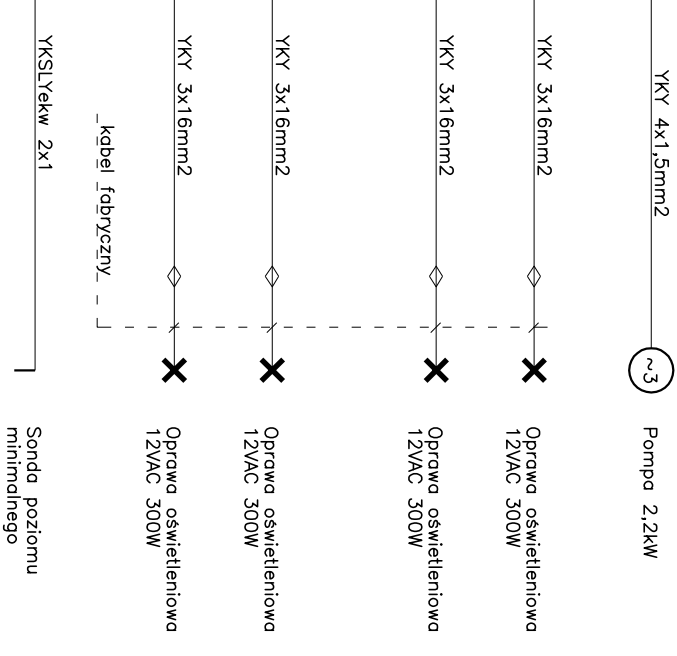 YKSLYekw 2x1
kabel fabryczny
YKY 3x16mm2
YKY 3x16mm2
YKY 3x16mm2
YKY 3x16mm2
YKY 4x1,5mm2
~3
Sonda poziomu
minimalnego
Oprawa oświetleniowa
12VAC 300W
Oprawa oświetleniowa
12VAC 300W
Oprawa oświetleniowa
12VAC 300W
Oprawa oświetleniowa
12VAC 300W
Pompa 2,2kW